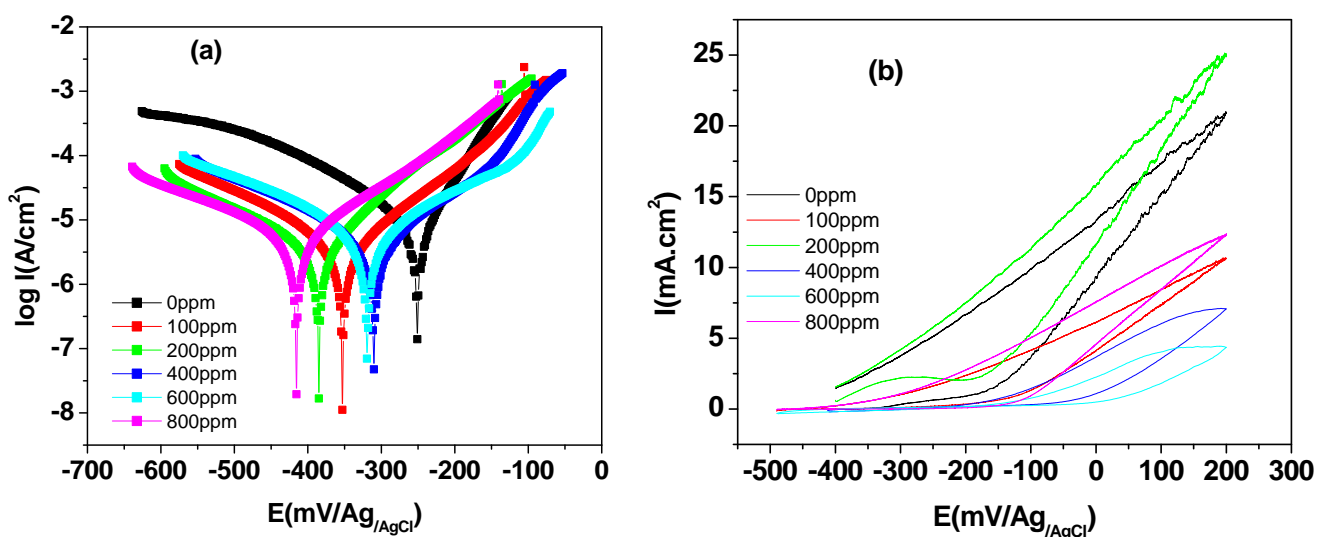 (a)
-2
-3
-4
-5
-6
-7
-8
log I(A/cm²)
0ppm
100ppm
200ppm
400ppm
600ppm
800ppm
-700 -600 -500 -400 -300 -200 -100 0
E(mV/Ag/AgCl)
(b)
25
20
15
10
5
0
I(mA.cm²)
0ppm
100ppm
200ppm
400ppm
600ppm
800ppm
-500 -400 -300 -200 -100 0 100 200 300
E(mV/Ag/AgCl)